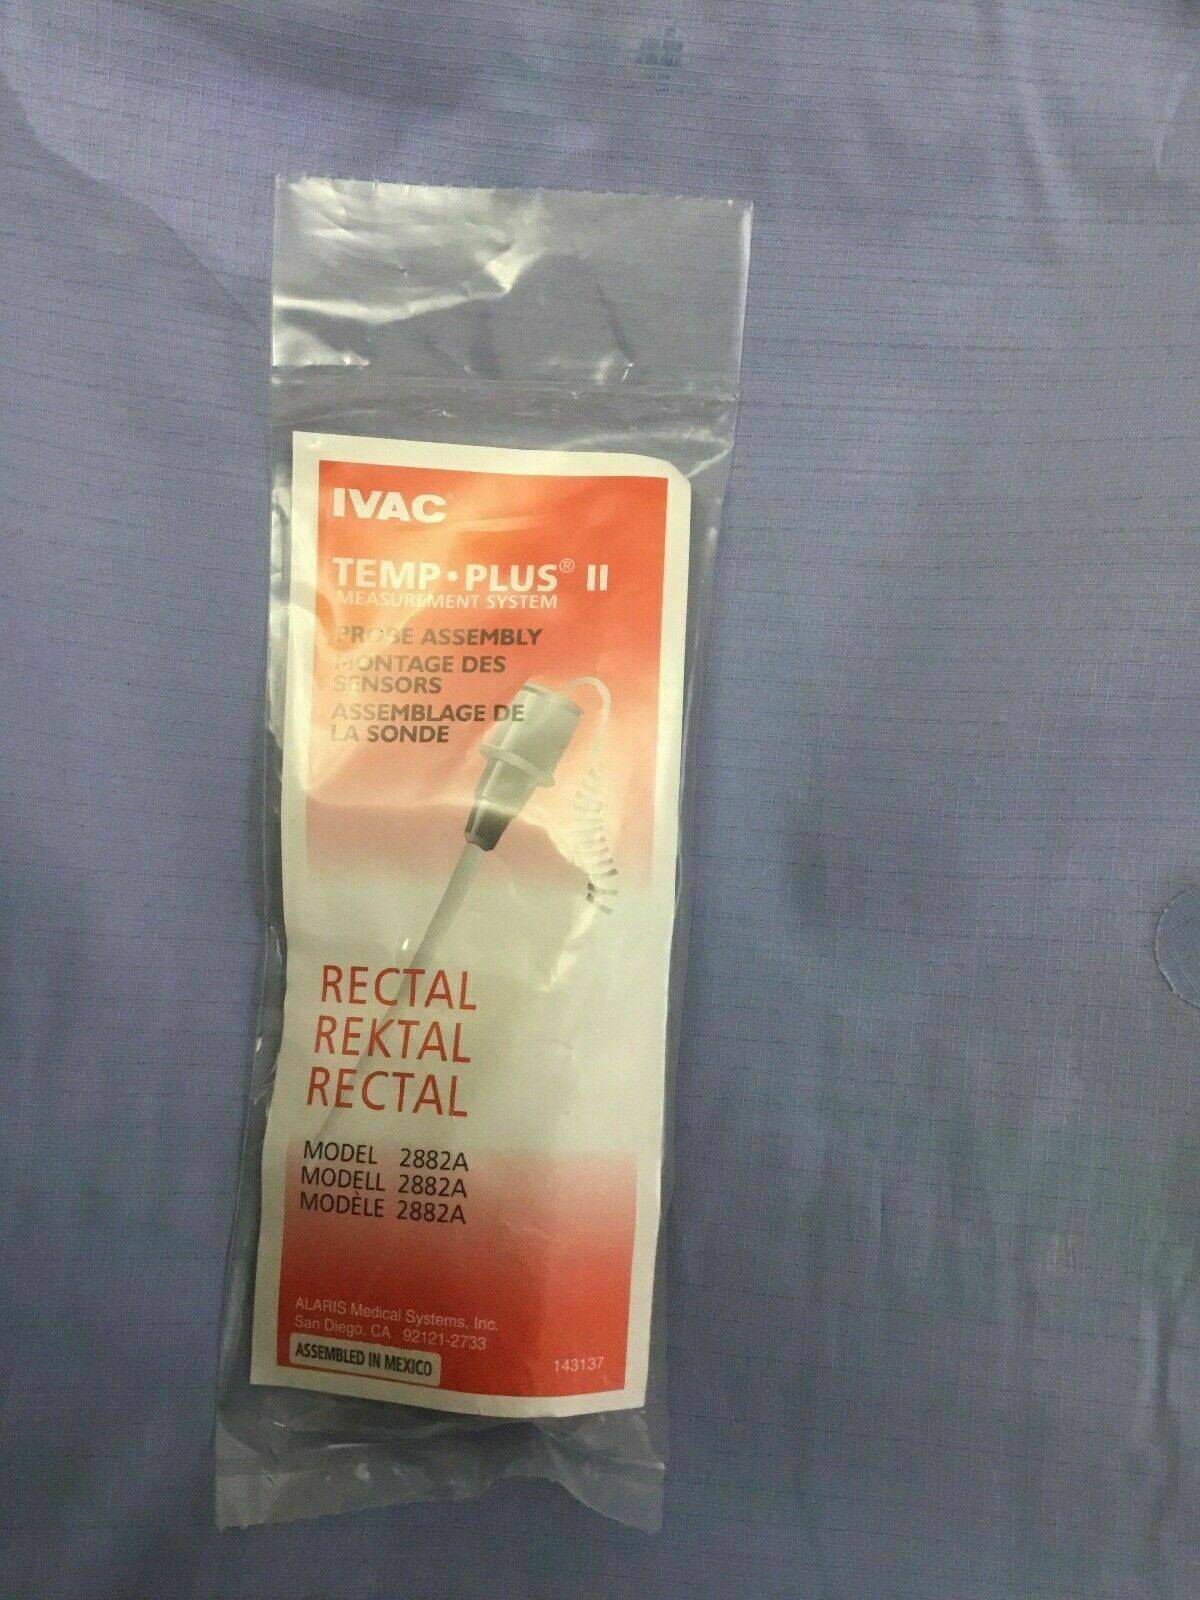 IVAC
TEMP•PLUS® II
MEASUREMENT SYSTEM
PROBE ASSEMBLY
MONTAGE DES
SENSORS
ASSEMBLAGE DE
LA SONDE
RECTAL
REKTAL
RECTAL
MODEL 2882A
MODELL 2882A
MODÈLE 2882A
ALARIS Medical Systems, Inc.
San Diego, CA 92121-2733
ASSEMBLED IN MEXICO
143137